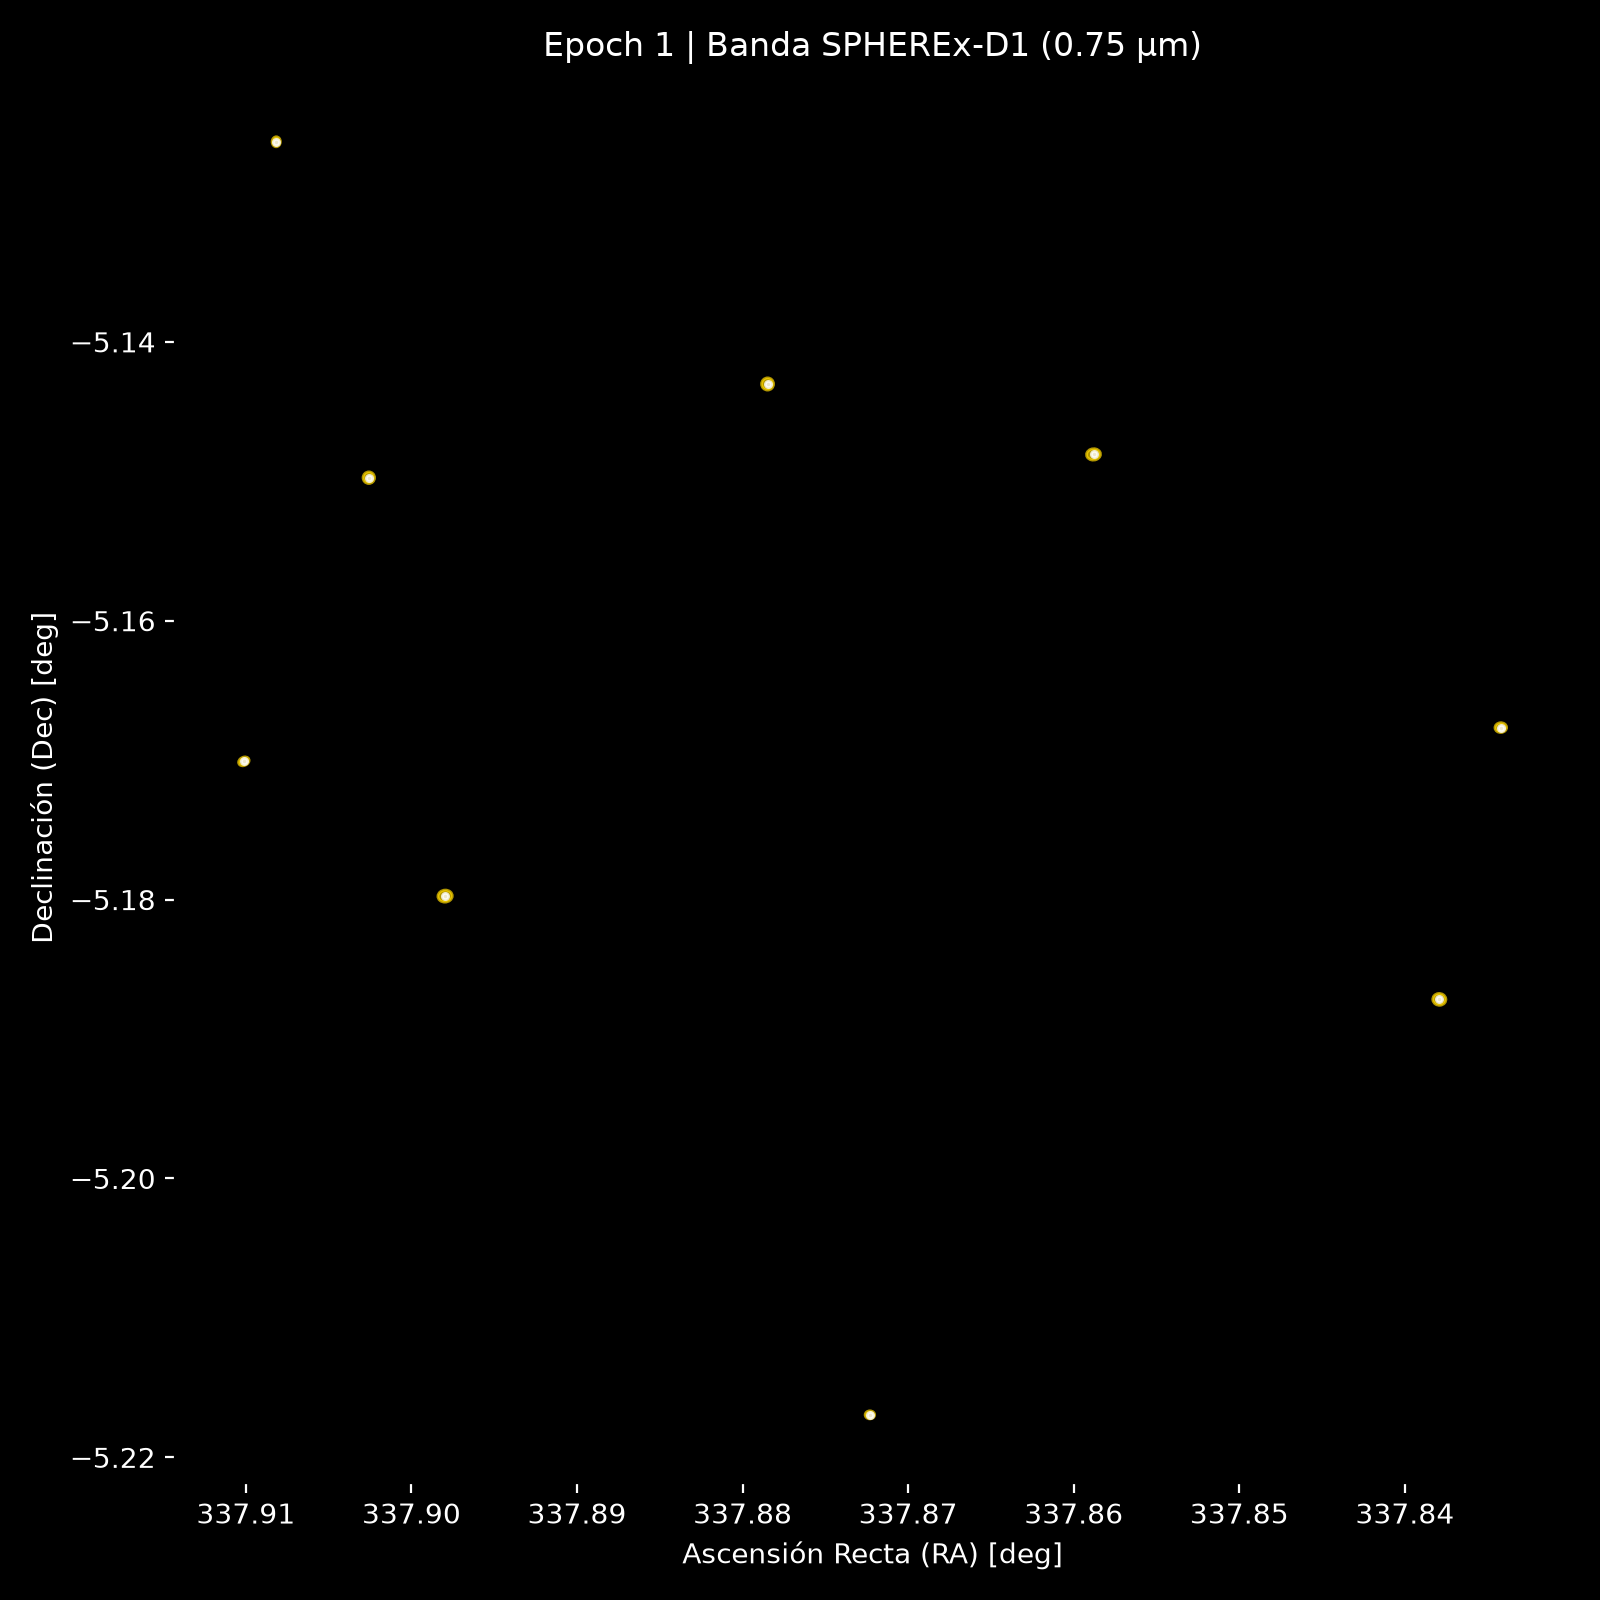 Epoch 1 | Banda SPHEREx-D1 (0.75 µm)
−5.14
−5.16
−5.18
−5.20
−5.22
Declinación (Dec) [deg]
337.91 337.90 337.89 337.88 337.87 337.86 337.85 337.84
Ascensión Recta (RA) [deg]